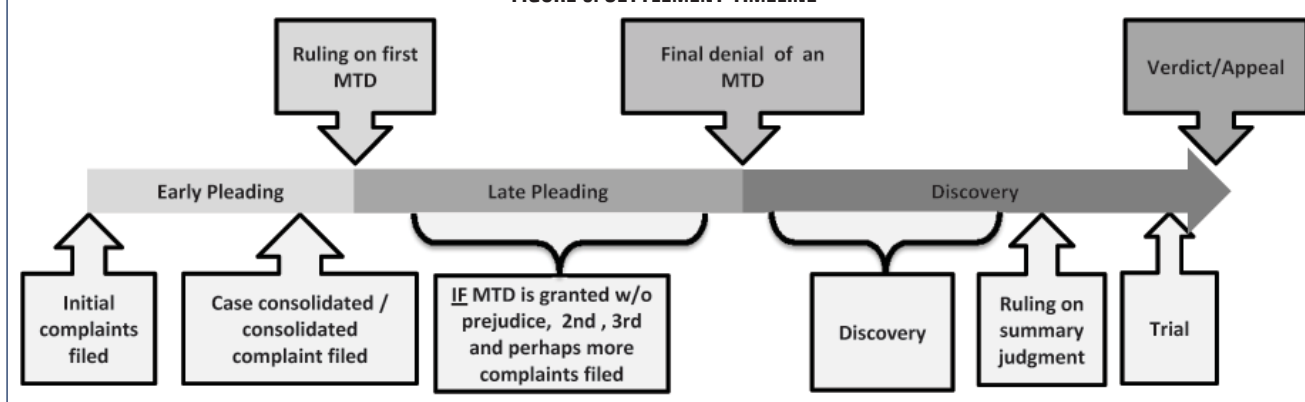 Ruling on first
MTD
Final denial of an
MTD
Verdict/Appeal
Early Pleading
Late Pleading
Discovery
Initial
complaints
filed
Case consolidated /
consolidated
complaint filed
IF MTD is granted w/o
prejudice, 2nd , 3rd
and perhaps more
complaints filed
Discovery
Ruling on
summary
judgment
Trial